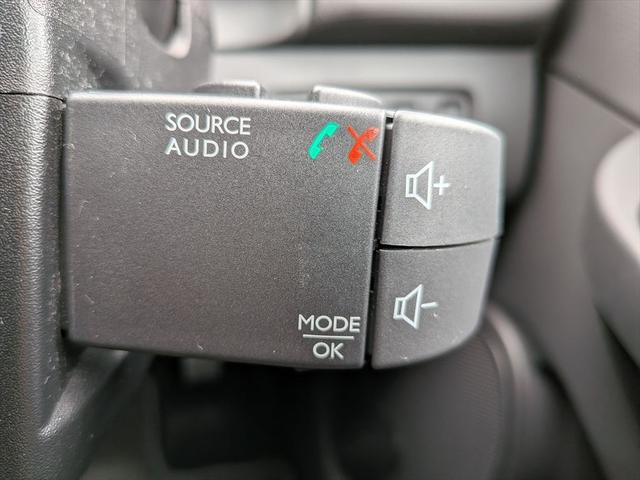 SOURCE
AUDIO
+
MODE
-
OK